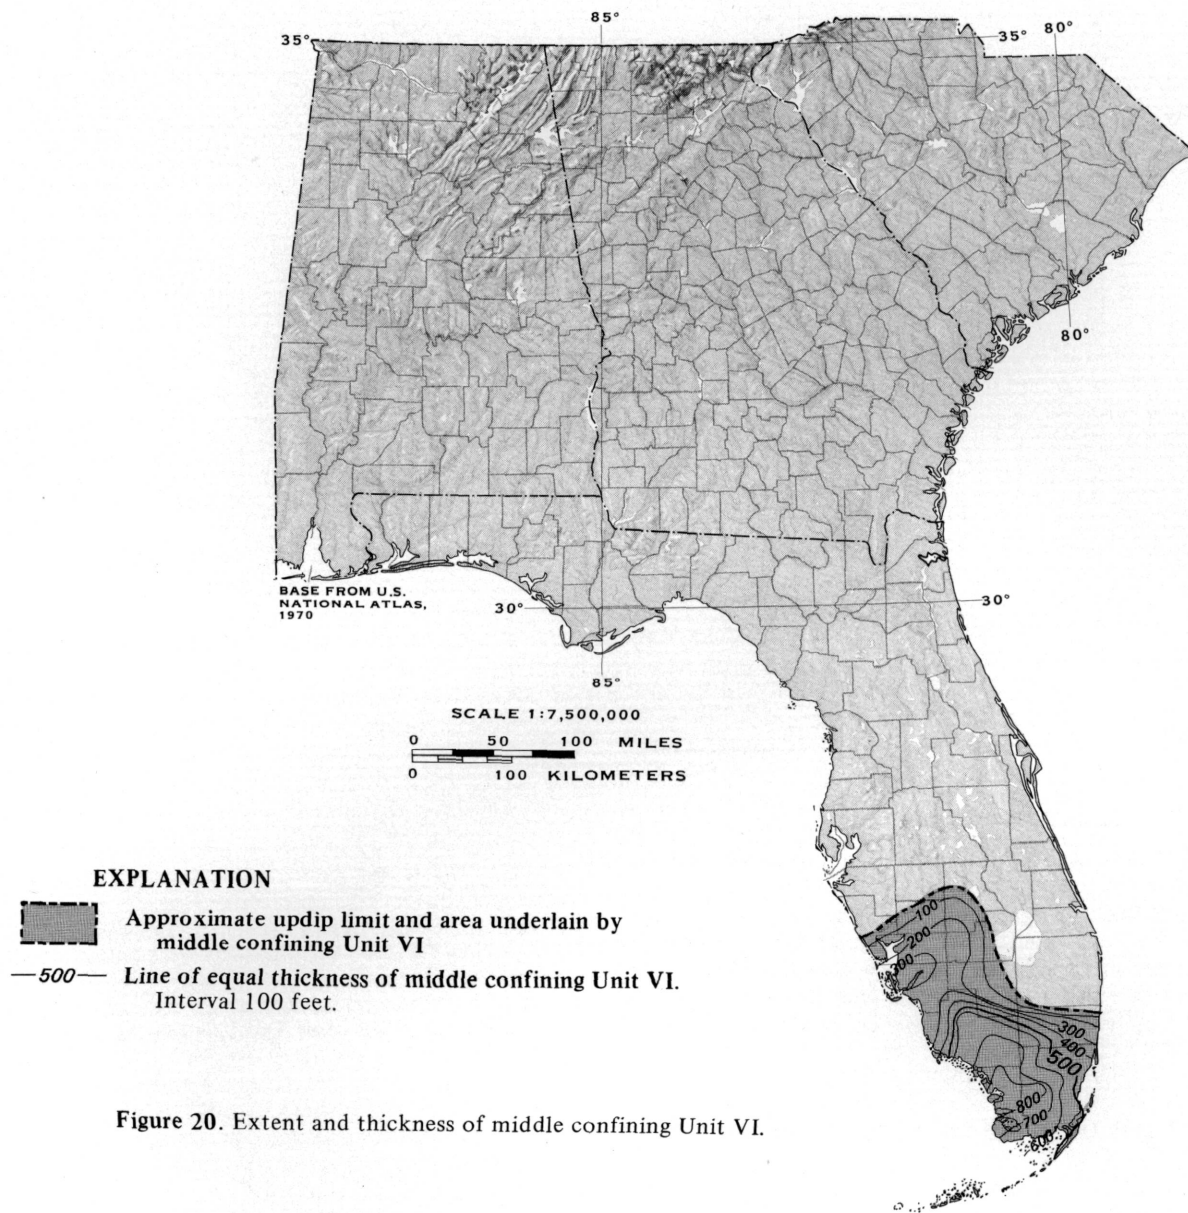 85°
35°
35°
80°
80°
BASE FROM U.S.
NATIONAL ATLAS,
1970
30°
30°
85°
SCALE 1:7,500,000
0 50 100 MILES
0 100 KILOMETERS
EXPLANATION
Approximate updip limit and area underlain by
middle confining Unit VI
500 Line of equal thickness of middle confining Unit VI.
Interval 100 feet.
100
200
300
300
400
500
800
700
600
Figure 20. Extent and thickness of middle confining Unit VI.